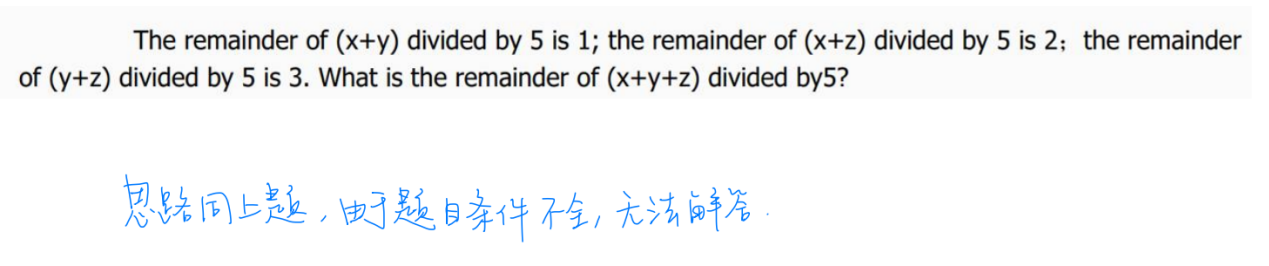 The remainder of (x+y) divided by 5 is 1; the remainder of (x+z) divided by 5 is 2；the remainder
of (y+z) divided by 5 is 3. What is the remainder of (x+y+z) divided by5?
思路同上题，由于题目条件不全，无法解答.